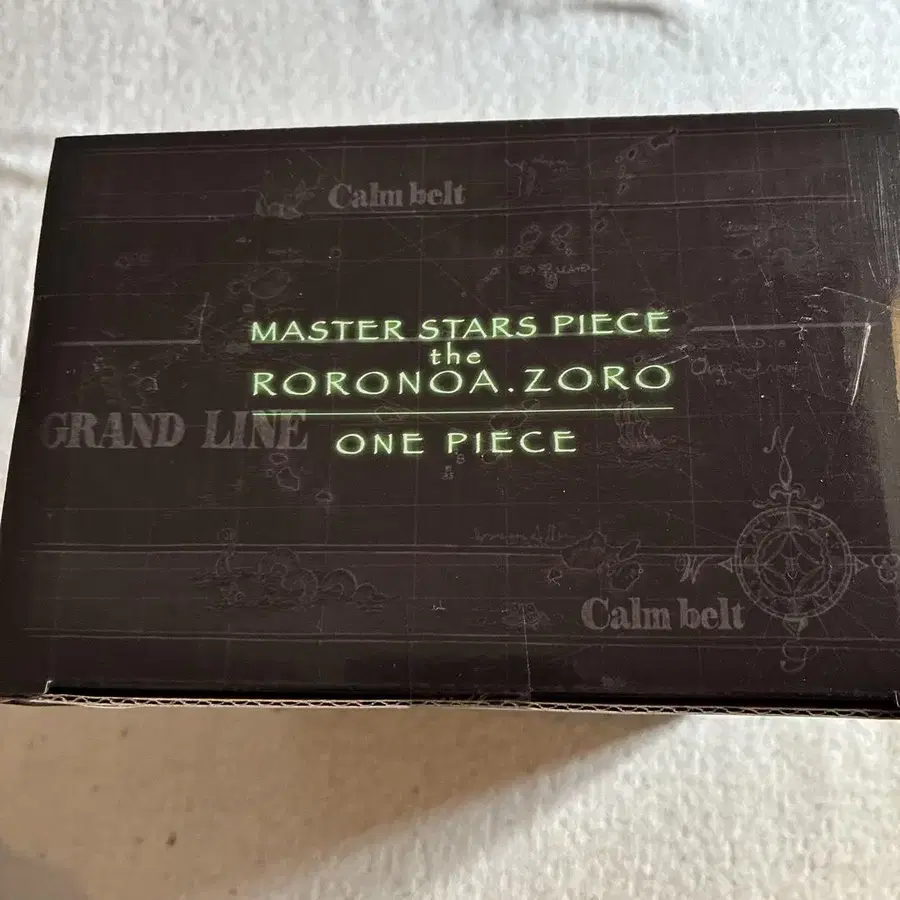 Calm belt
MASTER STARS PIECE
the
RORONOA.ZORO
GRAND LINE
ONE PIECE
N
W
Calm belt